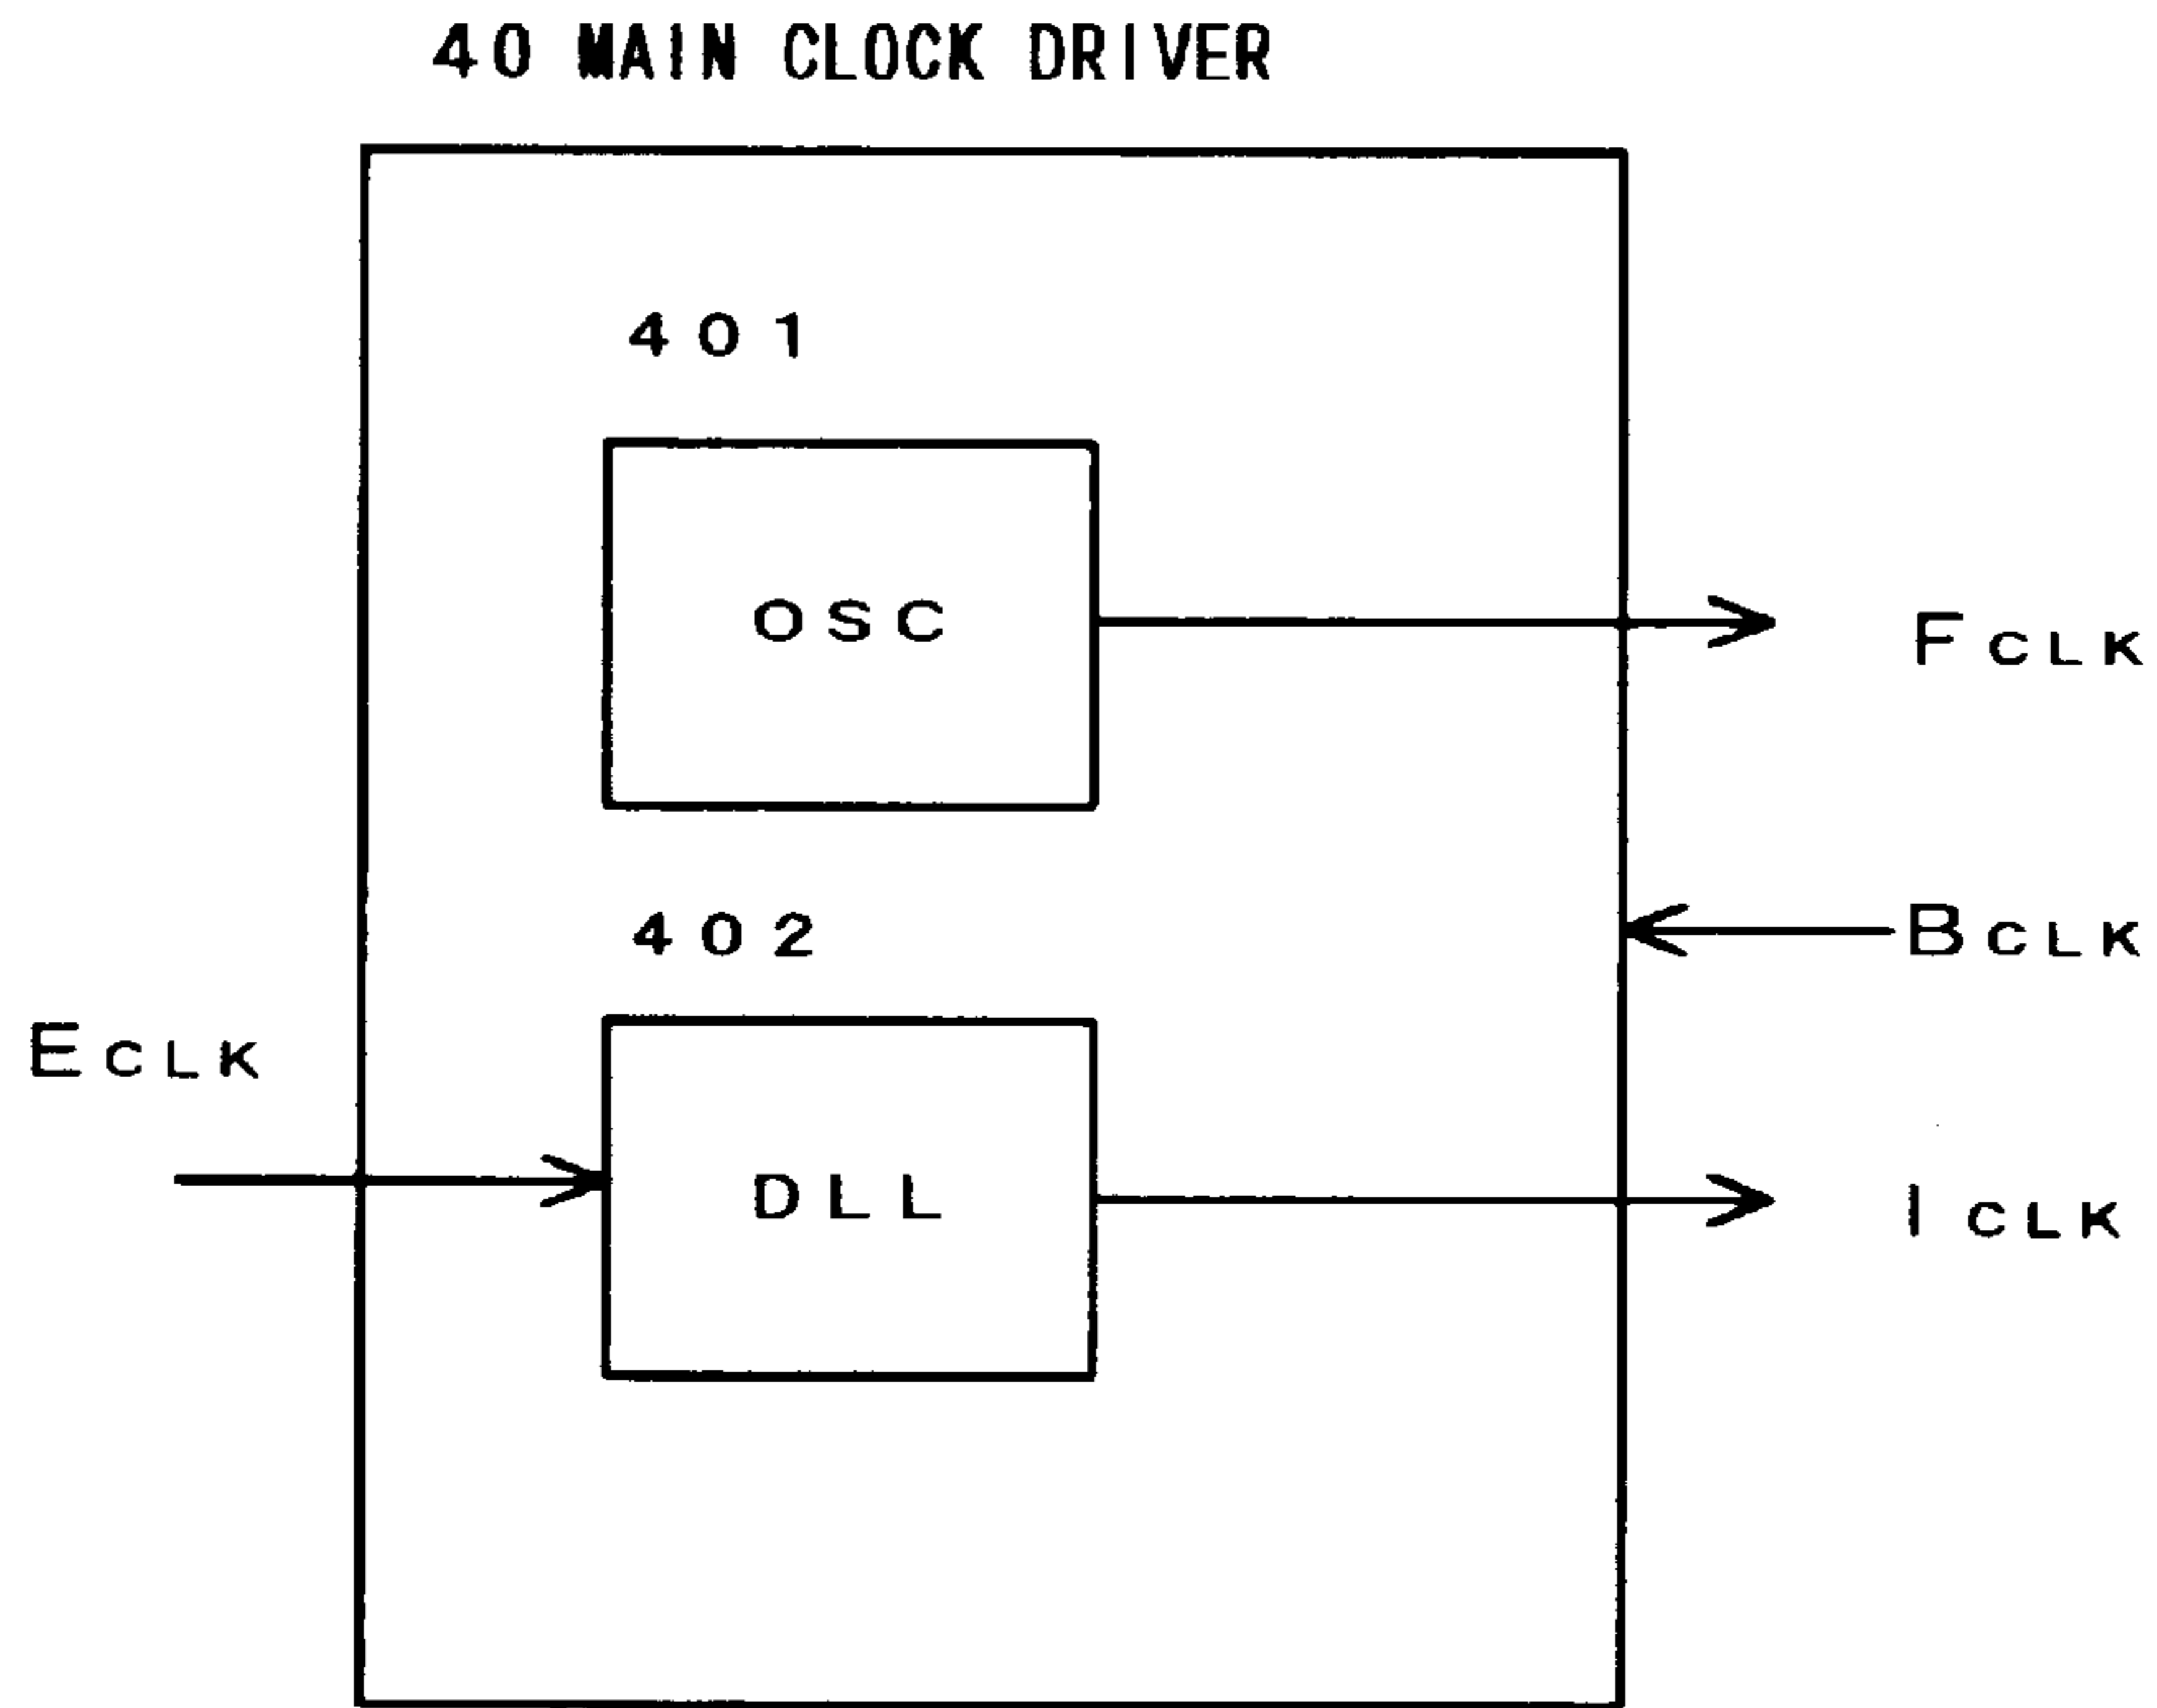 40 MAIN CLOCK DRIVER
401
OSC
FCLK
BCLK
402
ECLK
DLL
ICLK